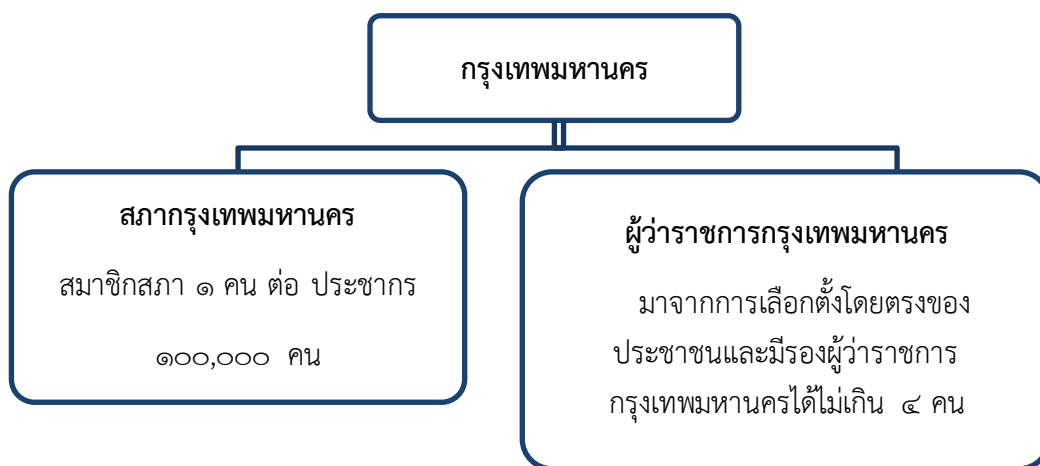 กรุงเทพมหานคร
สภากรุงเทพมหานคร
สมาชิกสภา ๑ คน ต่อ ประชากร
๑๐๐,๐๐๐ คน
ผู้ว่าราชการกรุงเทพมหานคร
มาจากการเลือกตั้งโดยตรงของ
ประชาชนและมีรองผู้ว่าราชการ
กรุงเทพมหานครได้ไม่เกิน ๔ คน